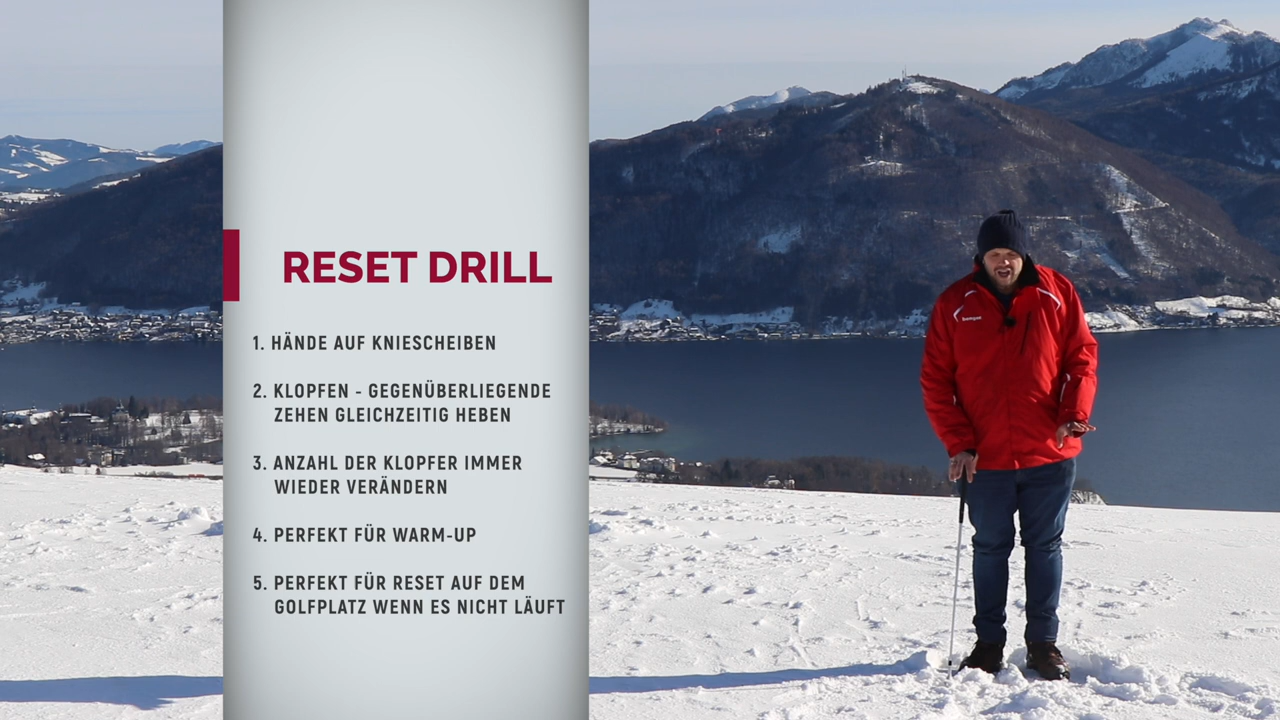 RESET DRILL
1. HÄNDE AUF KNIESCHEIBEN
2. KLOPFEN - GEGENÜBERLIEGENDE
ZEHEN GLEICHZEITIG HEBEN
3. ANZAHL DER KLOPFER IMMER
WIEDER VERÄNDERN
4. PERFEKT FÜR WARM-UP
5. PERFEKT FÜR RESET AUF DEM
GOLFPLATZ WENN ES NICHT LÄUFT